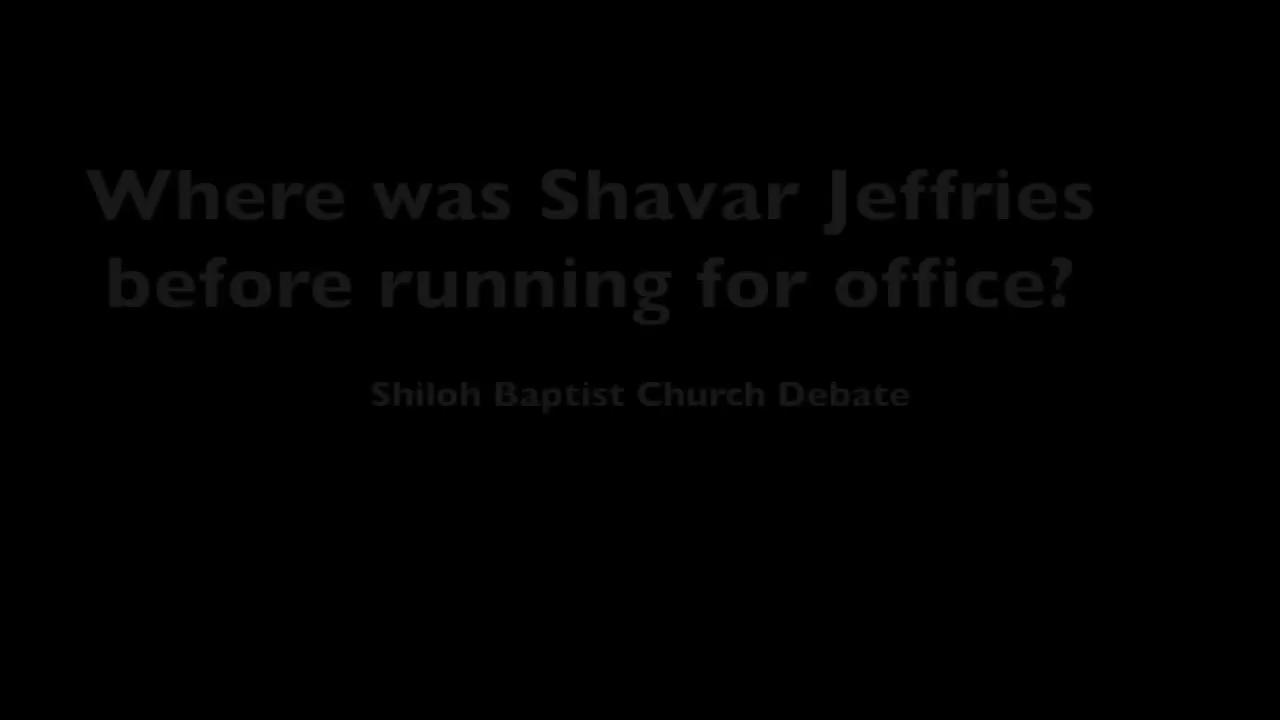 Where was Shavar Jeffries
before running for office?
Shiloh Baptist Church Debate